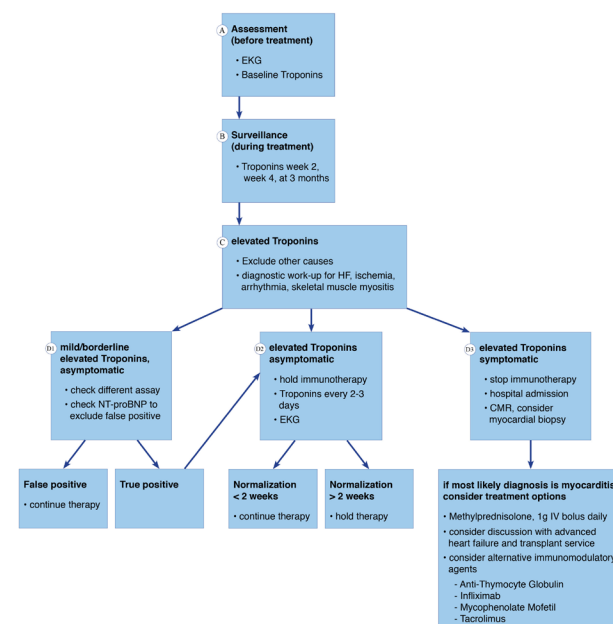 A
Assessment
(before treatment)
• EKG
• Baseline Troponins
B
Surveillance
(during treatment)
• Troponins week 2,
week 4, at 3 months
C
elevated Troponins
• Exclude other causes
• diagnostic work-up for HF, ischemia,
arrhythmia, skeletal muscle myositis
D1
mild/borderline
elevated Troponins,
asymptomatic
• check different assay
• check NT-proBNP to
exclude false positive
D2
elevated Troponins
asymptomatic
• hold immunotherapy
• Troponins every 2-3
days
• EKG
D3
elevated Troponins
symptomatic
• stop immunotherapy
• hospital admission
• CMR, consider
myocardial biopsy
False positive
• continue therapy
True positive
Normalization
< 2 weeks
• continue therapy
Normalization
> 2 weeks
• hold therapy
if most likely diagnosis is myocarditis
consider treatment options
• Methylprednisolone, 1g IV bolus daily
• consider discussion with advanced
heart failure and transplant service
• consider alternative immunomodulatory
agents
- Anti-Thymocyte Globulin
- Infliximab
- Mycophenolate Mofetil
- Tacrolimus